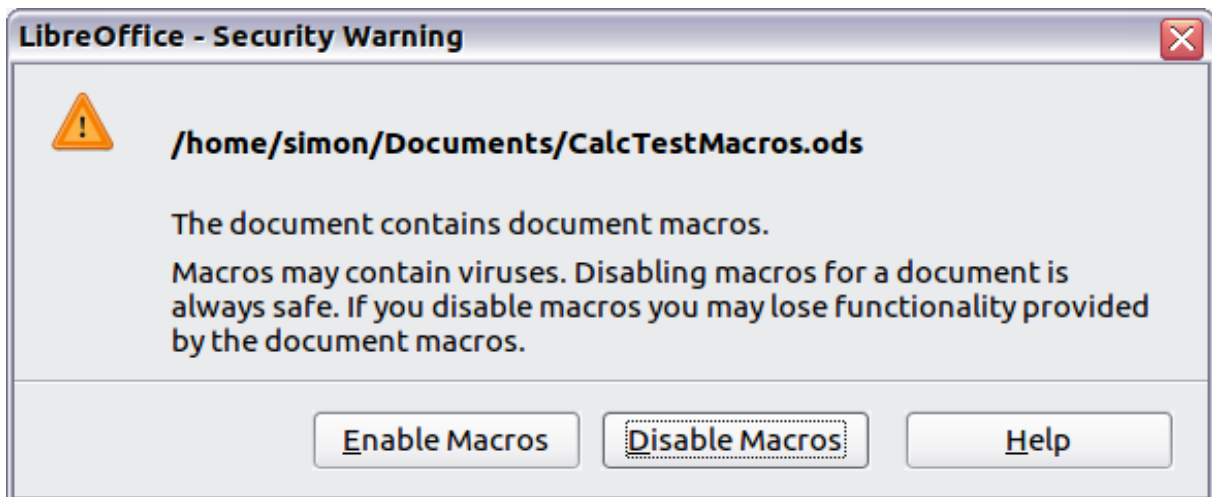 LibreOffice - Security Warning
/home/simon/Documents/CalcTestMacros.ods
The document contains document macros.
Macros may contain viruses. Disabling macros for a document is
always safe. If you disable macros you may lose functionality provided
by the document macros.
Enable Macros Disable Macros Help